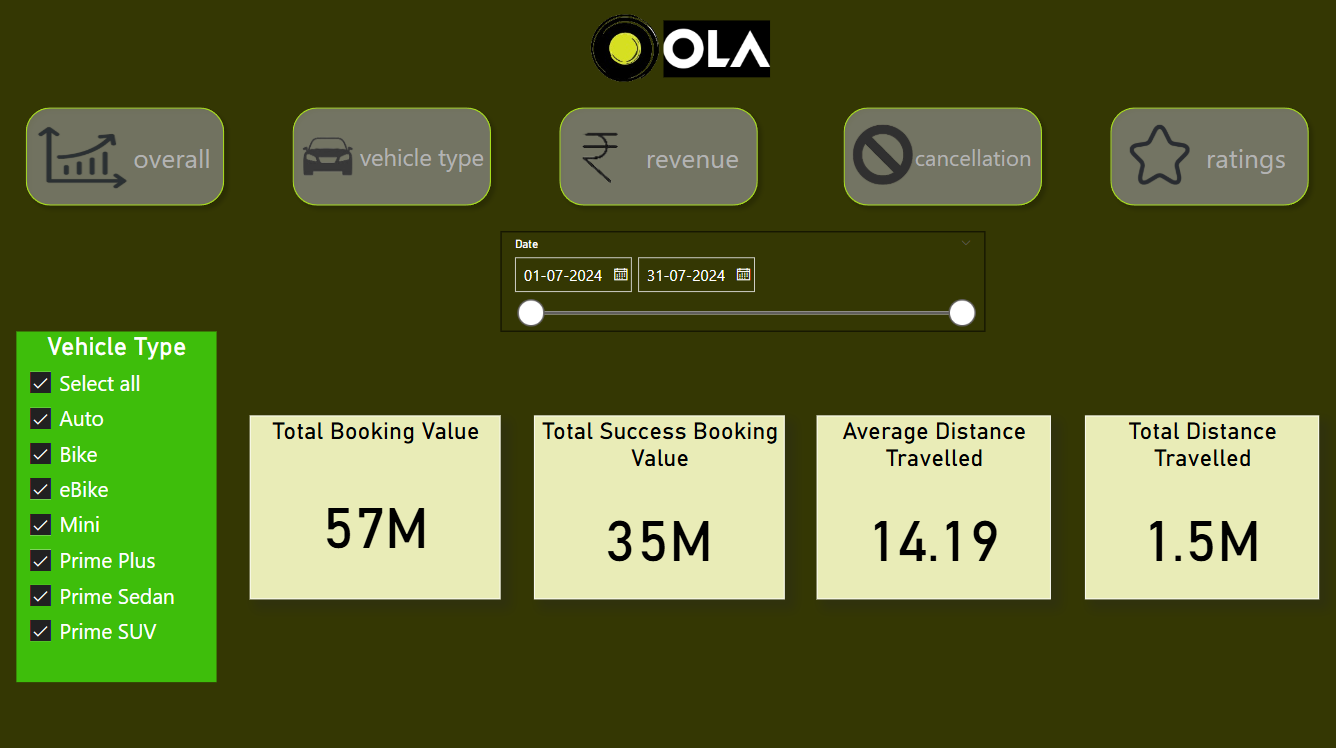 OLA
overall
vehicle type
revenue
cancellation
ratings
Date
01-07-2024
31-07-2024
Vehicle Type
Select all
Auto
Bike
eBike
Mini
Prime Plus
Prime Sedan
Prime SUV
Total Booking Value
57M
Total Success Booking
Value
35M
Average Distance
Travelled
14.19
Total Distance
Travelled
1.5M